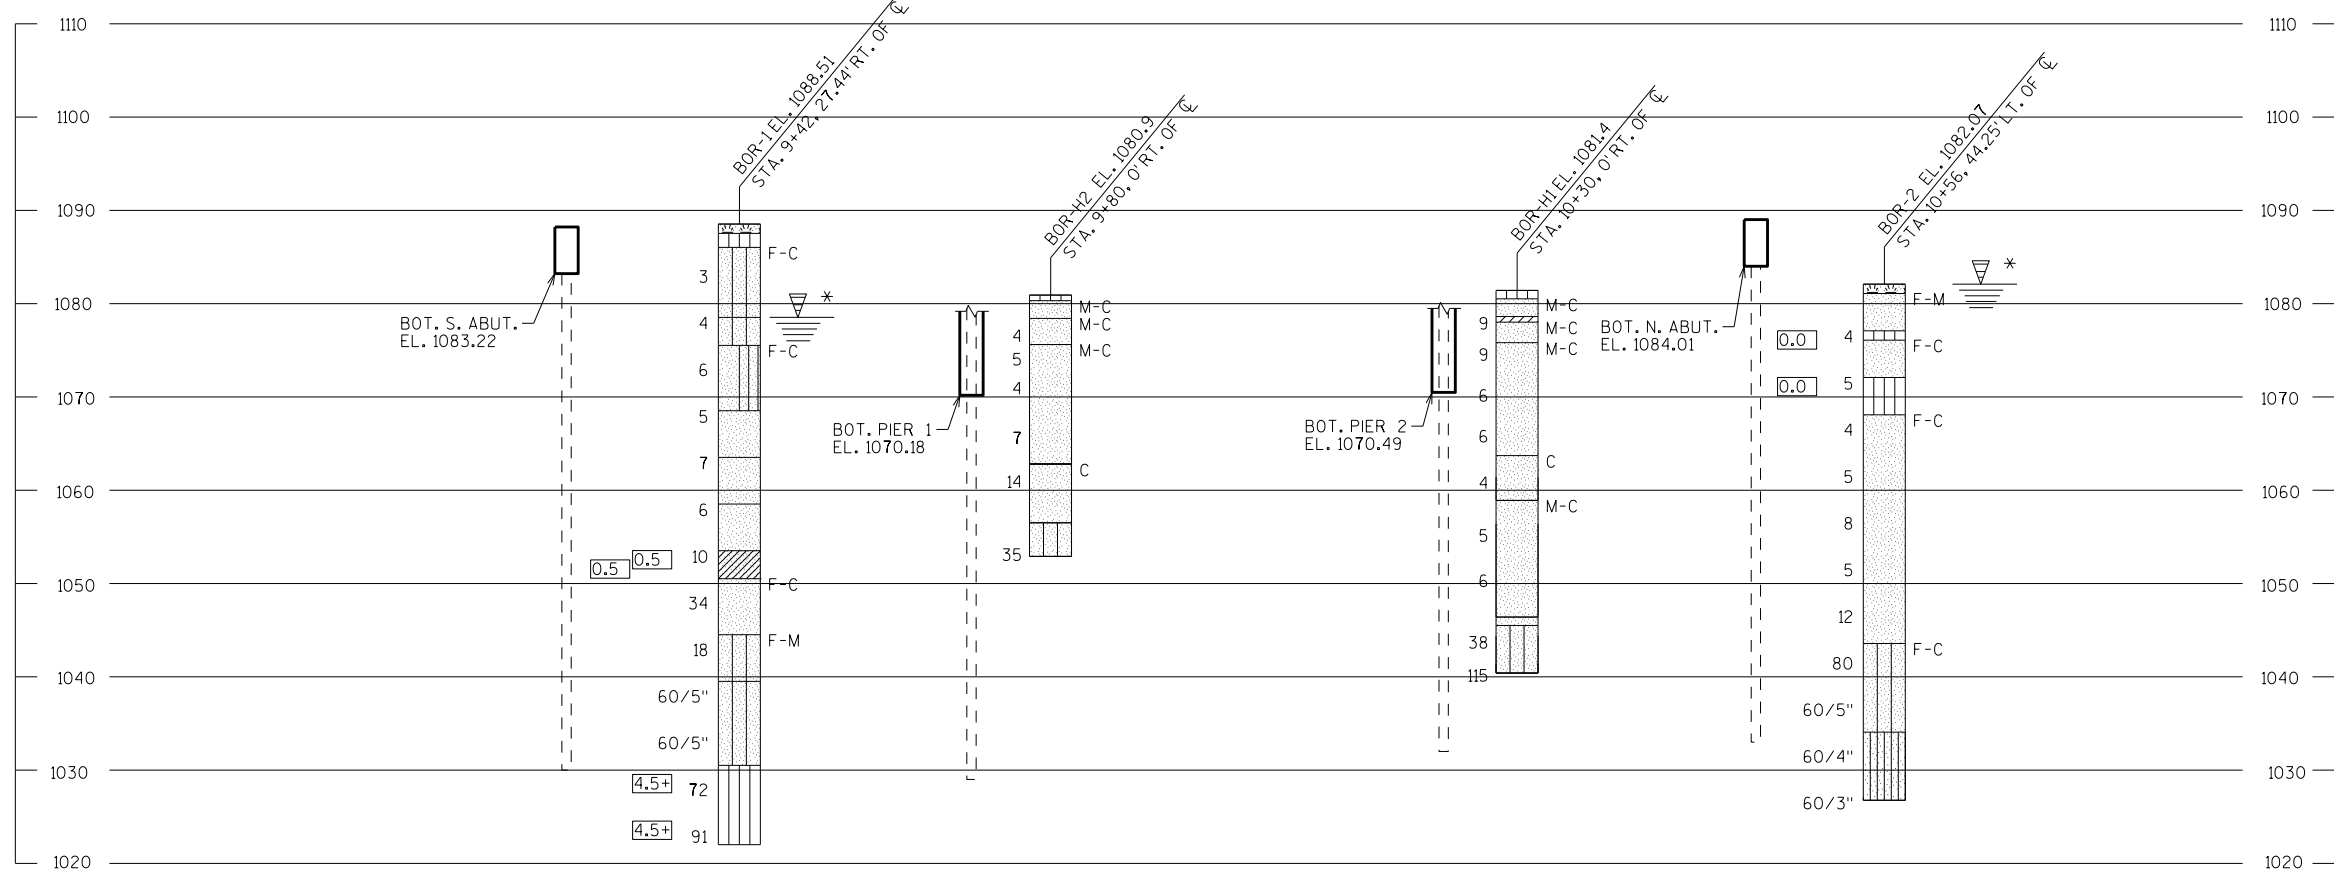 1110
1100
1090
1080
1070
1060
1050
1040
1030
1020
BOT. S. ABUT.
EL. 1083.22
BOR-1 EL. 1088.51
STA. 9+42, 27.44' RT. OF ℄
F-C
3
*
4
F-C
6
5
7
6
10
0.5
0.5
F-C
34
F-M
18
60/5"
60/5"
4.5+
72
4.5+
91
BOT. PIER 1
EL. 1070.18
BOR-H2 EL. 1080.9
STA. 9+80, 0' RT. OF ℄
M-C
M-C
4
M-C
5
4
7
C
14
35
BOT. PIER 2
EL. 1070.49
BOR-H1 EL. 1081.4
STA. 10+30, 0' RT. OF ℄
M-C
9
M-C
M-C
9
6
6
C
4
M-C
5
6
38
115
BOT. N. ABUT.
EL. 1084.01
BOR-2 EL. 1082.07
STA. 10+56, 44.25' LT. OF ℄
*
F-M
0.0
4
F-C
0.0
5
F-C
4
5
8
5
12
F-C
80
60/5"
60/4"
60/3"
1110
1100
1090
1080
1070
1060
1050
1040
1030
1020